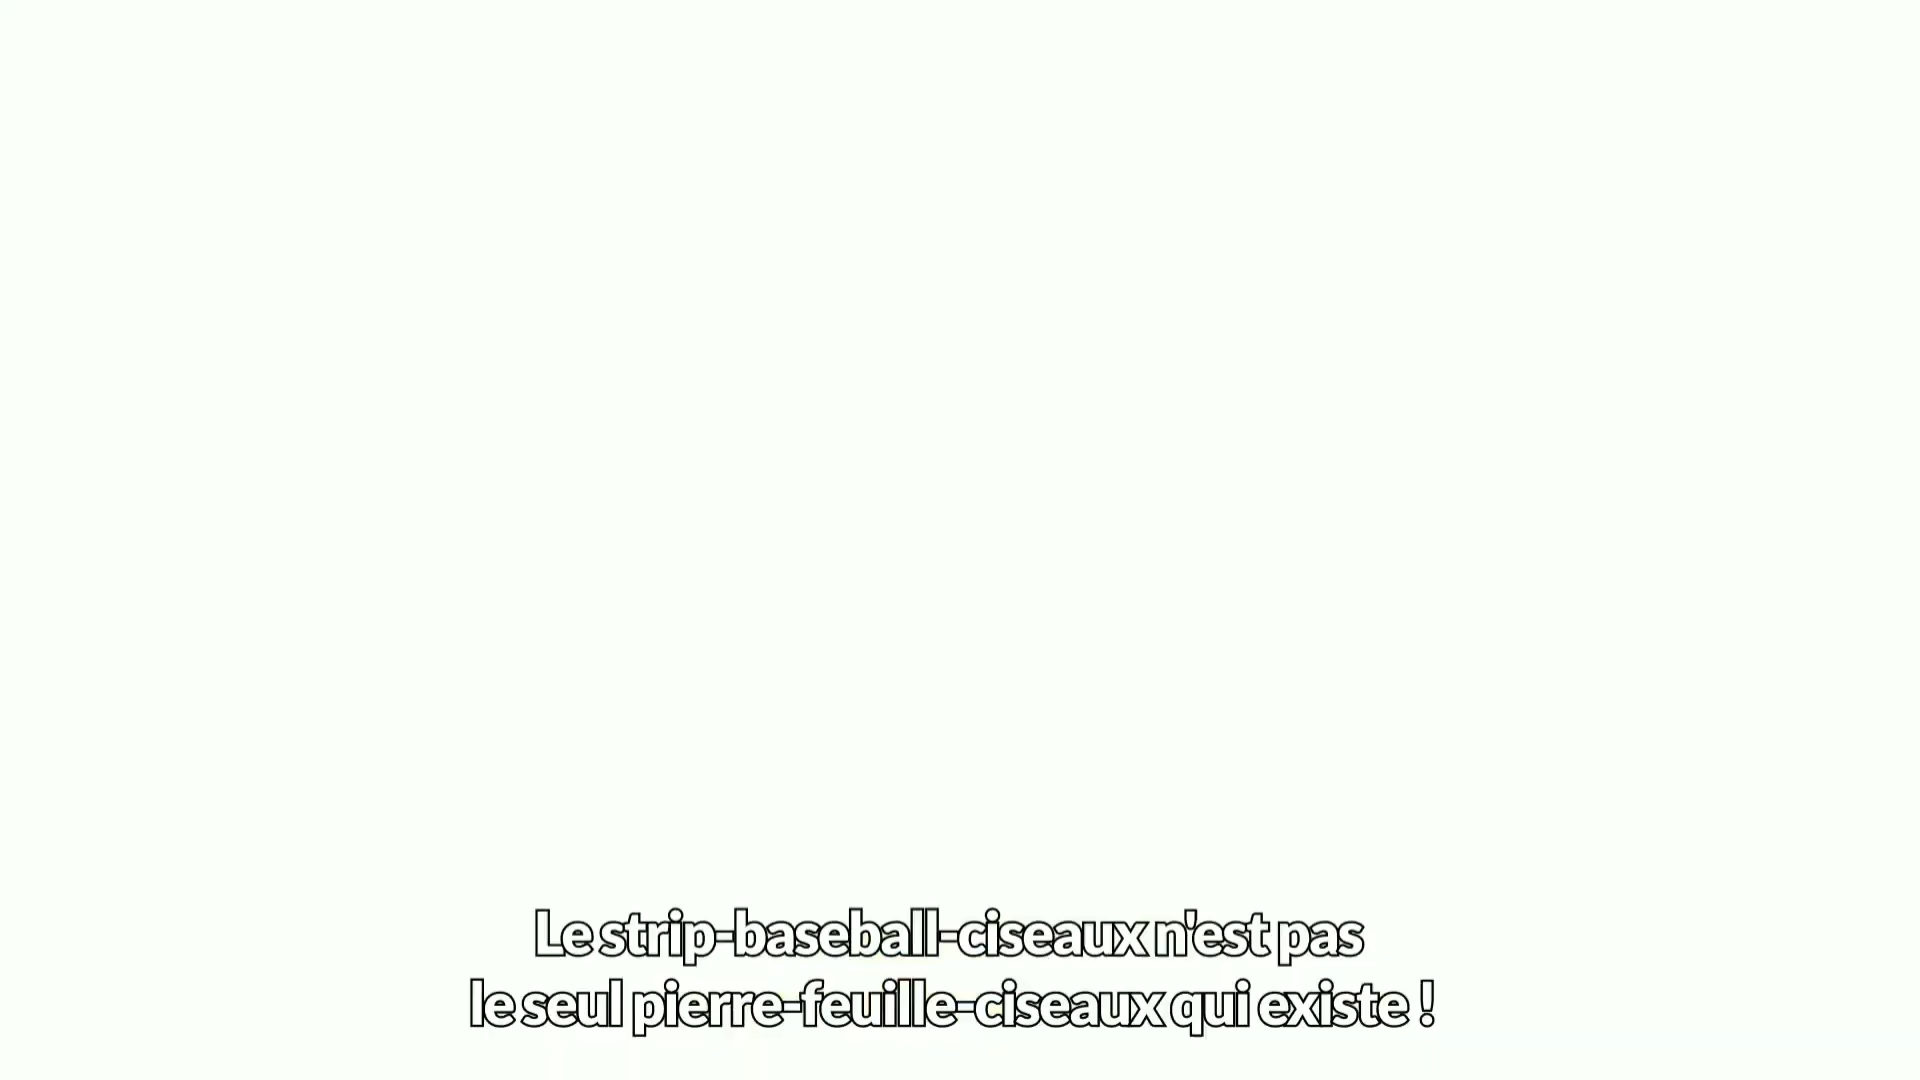 Le strip-baseball-ciseaux n'est pas
le seul pierre-feuille-ciseaux qui existe !